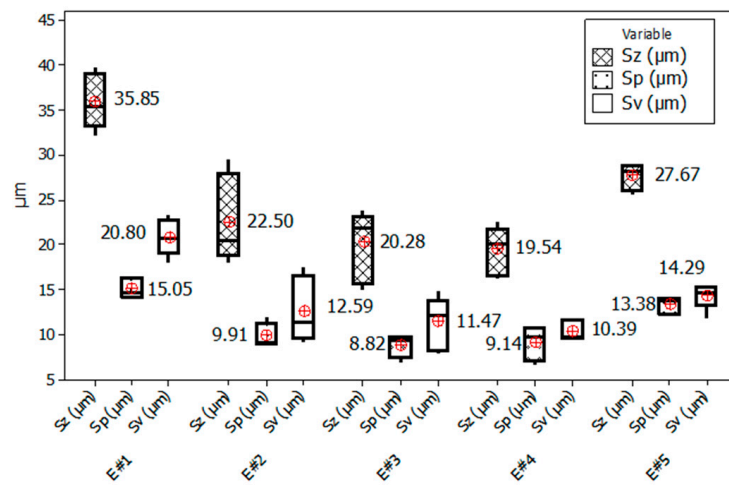 45
40
35
30
25
20
15
10
5
µm
Variable
Sz (µm)
Sp (µm)
Sv (µm)
35.85
15.05
20.80
22.50
9.91
12.59
20.28
8.82
11.47
19.54
9.14
10.39
27.67
13.38
14.29
Sz (µm)
Sp (µm)
Sv (µm)
Sz (µm)
Sp (µm)
Sv (µm)
Sz (µm)
Sp (µm)
Sv (µm)
Sz (µm)
Sp (µm)
Sv (µm)
Sz (µm)
Sp (µm)
Sv (µm)
E#1
E#2
E#3
E#4
E#5